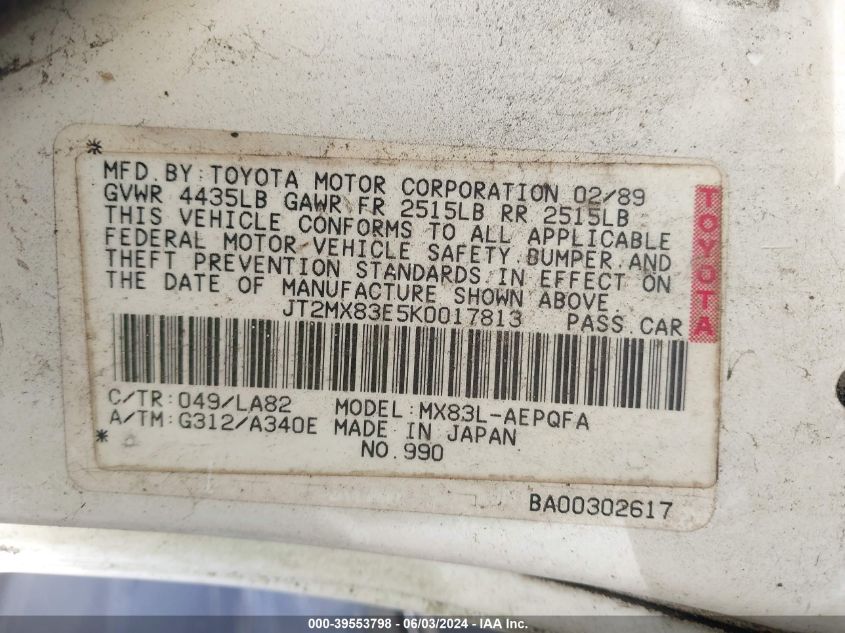 MFD.BY:TOYOTA MOTOR CORPORATION 02/89
GVWR 4435LB GAWR FR 2515LB RR 2515LB
THIS VEHICLE CONFORMS TO ALL APPLICABLE
FEDERAL MOTOR VEHICLE SAFETY,BUMPER,AND
THEFT PREVENTION STANDARDS IN EFFECT ON
THE DATE OF MANUFACTURE SHOWN ABOVE.
JT2MX83E5K0017813 PASS.CAR
TOYOTA
C/TR:049/LA82 MODEL:MX83L-AEPQFA
A/TM:G312/A340E MADE IN JAPAN
NO.990
BA00302617
000-39553798 - 06/03/2024 - IAA Inc.